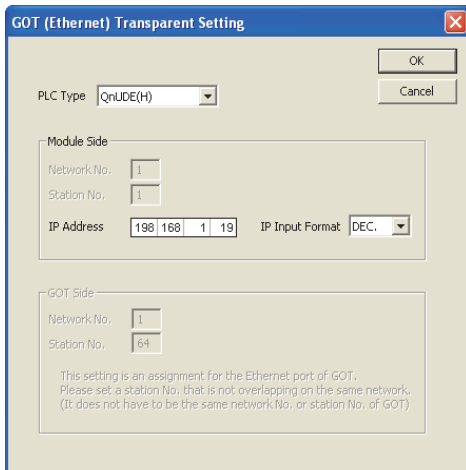 GOT (Ethernet) Transparent Setting
OK
PLC Type QnUDE(H)
Cancel
Module Side
Network No. 1
Station No. 1
IP Address 198 168 1 19 IP Input Format DEC.
GOT Side
Network No. 1
Station No. 64
This setting is an assignment for the Ethernet port of GOT.
Please set a station No. that is not overlapping on the same network.
(It does not have to be the same network No. or station No. of GOT)